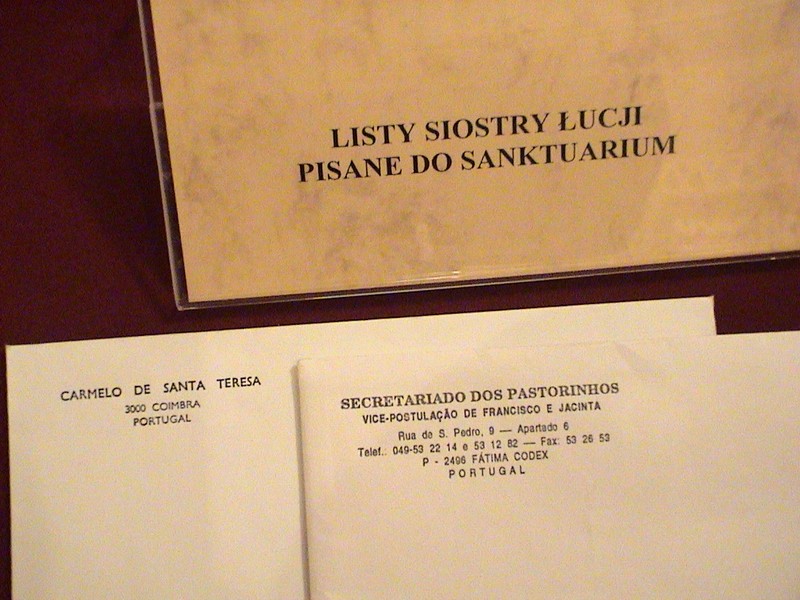 LISTY SIOSTRY ŁUCJI
PISANE DO SANKTUARIUM
CARMELO DE SANTA TERESA
3000 COIMBRA
PORTUGAL
SECRETARIADO DOS PASTORINHOS
VICE-POSTULAÇÃO DE FRANCISCO E JACINTA
Rua de S. Pedro, 9 — Apartado 6
Telef.: 049-53 22 14 e 53 12 82 — Fax: 53 26 53
P - 2496 FÁTIMA CODEX
PORTUGAL